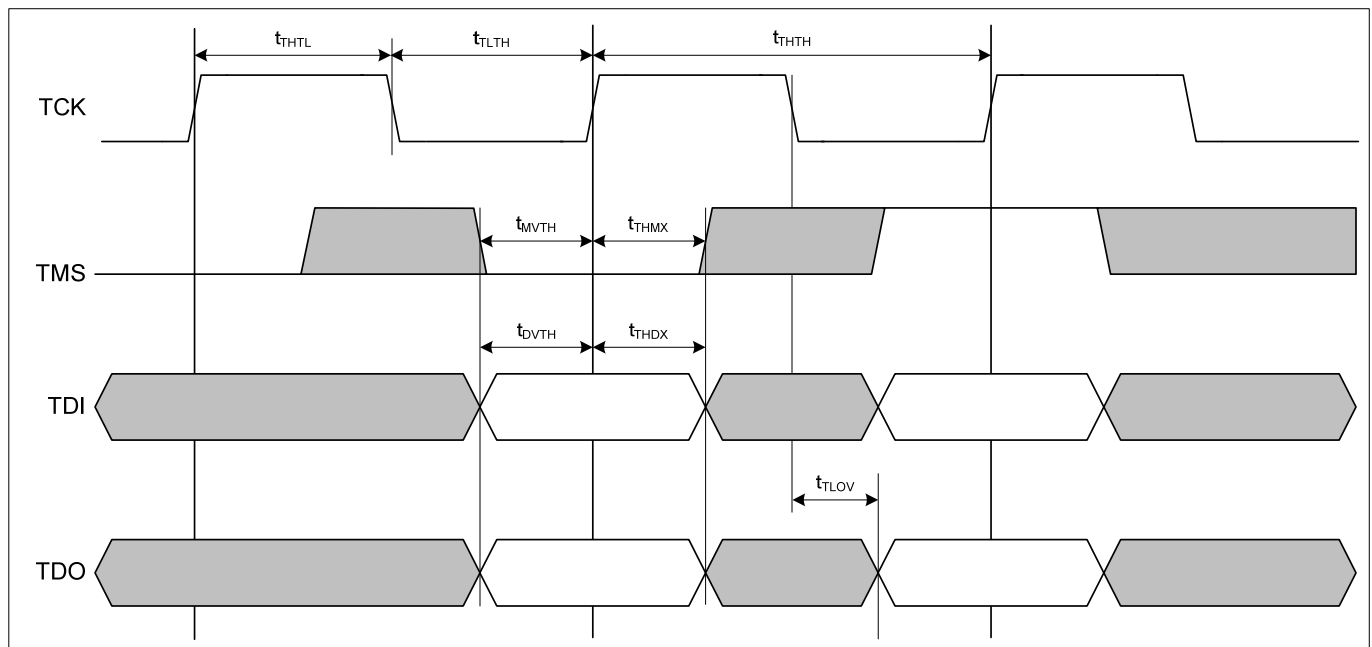 tTHTL tTLTH tTHTH
TCK
tMVTH tTHMX
TMS
tDVTH tTHDX
TDI
tTLOV
TDO